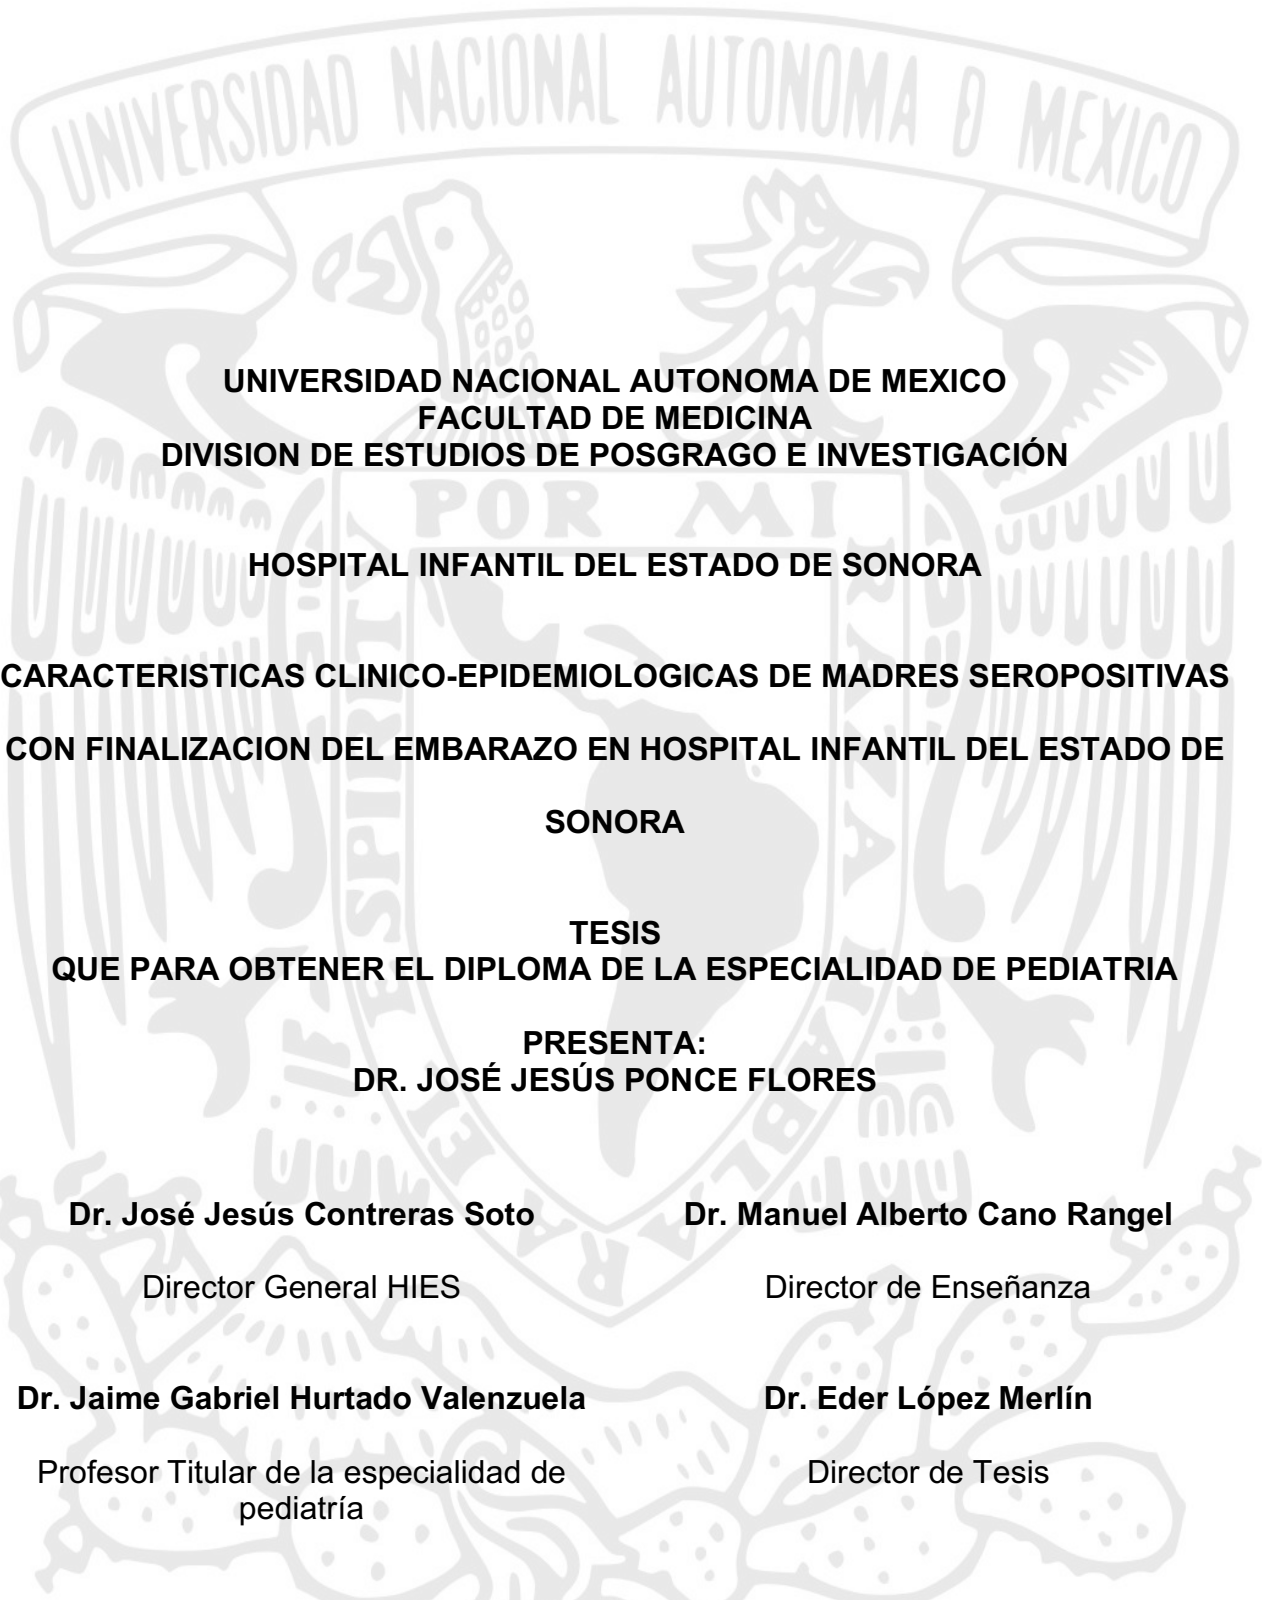 UNIVERSIDAD NACIONAL AUTONOMA D MEXICO
UNIVERSIDAD NACIONAL AUTONOMA DE MEXICO
FACULTAD DE MEDICINA
DIVISION DE ESTUDIOS DE POSGRAGO E INVESTIGACIÓN
POR MI RAZA HABLARA EL ESPIRITV
HOSPITAL INFANTIL DEL ESTADO DE SONORA
CARACTERISTICAS CLINICO-EPIDEMIOLOGICAS DE MADRES SEROPOSITIVAS
CON FINALIZACION DEL EMBARAZO EN HOSPITAL INFANTIL DEL ESTADO DE
SONORA
TESIS
QUE PARA OBTENER EL DIPLOMA DE LA ESPECIALIDAD DE PEDIATRIA
PRESENTA:
DR. JOSÉ JESÚS PONCE FLORES
Dr. José Jesús Contreras Soto
Director General HIES
Dr. Manuel Alberto Cano Rangel
Director de Enseñanza
Dr. Jaime Gabriel Hurtado Valenzuela
Profesor Titular de la especialidad de
pediatría
Dr. Eder López Merlín
Director de Tesis